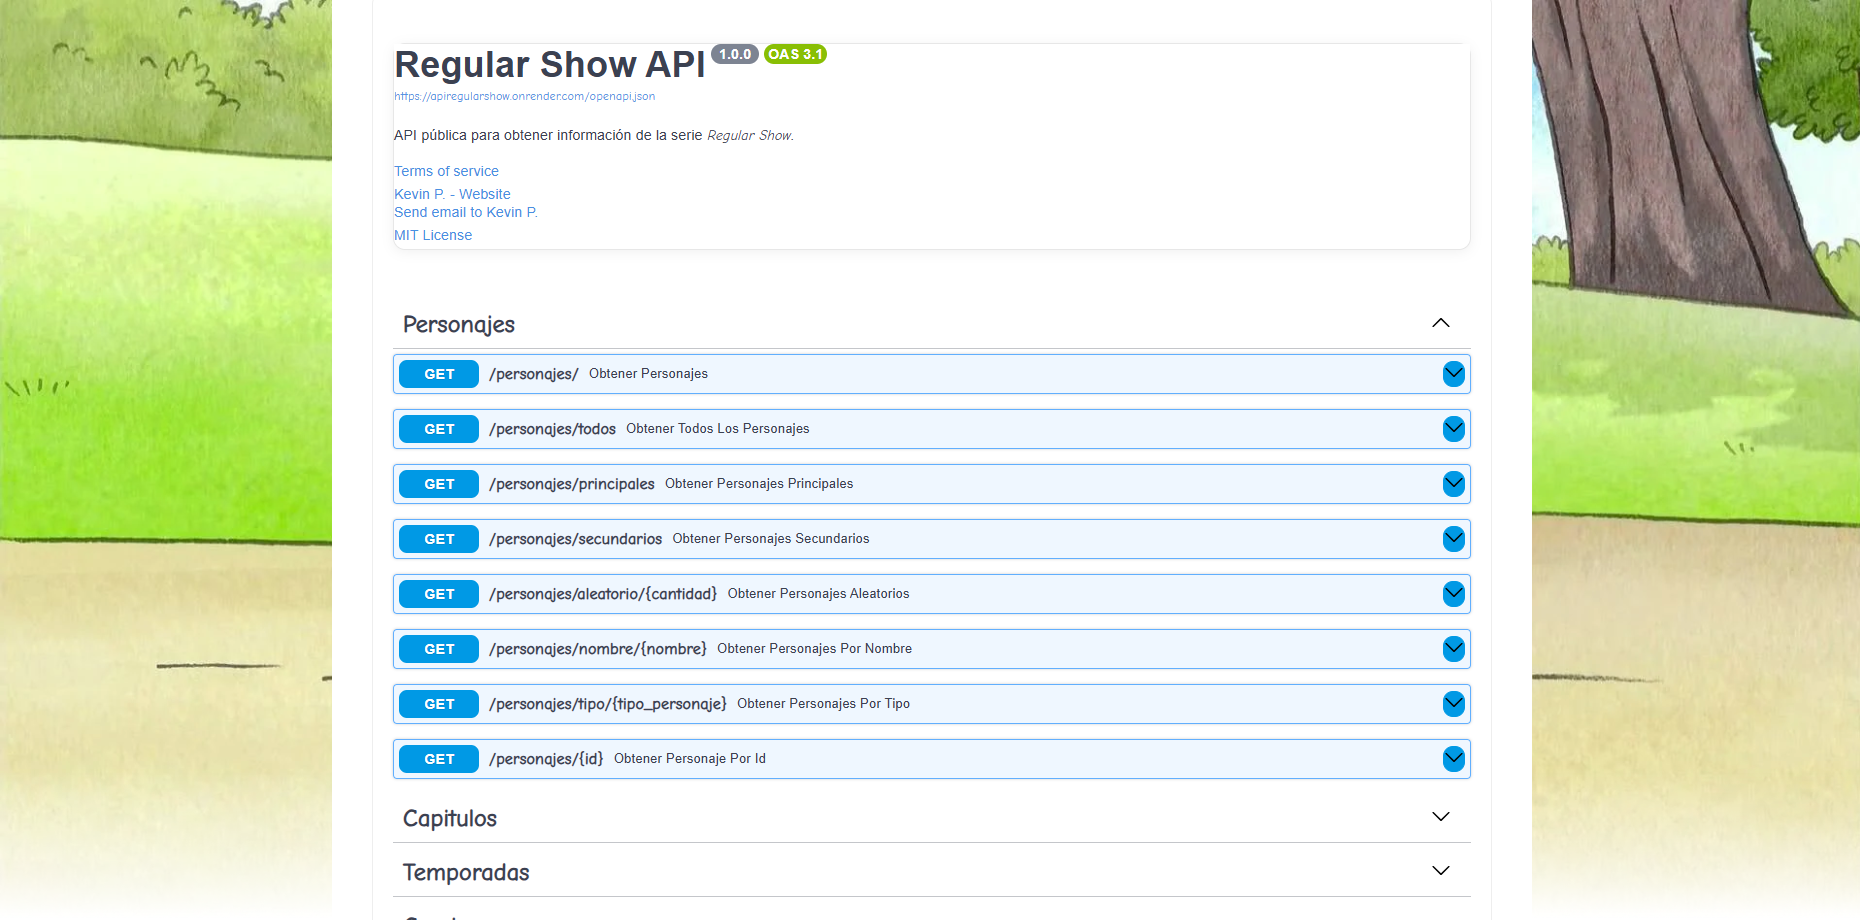 Regular Show API 1.0.0 OAS 3.1
https://apiregularshow.onrender.com/openapi.json
API pública para obtener información de la serie Regular Show.
Terms of service
Kevin P. - Website
Send email to Kevin P.
MIT License
Personajes
GET /personajes/ Obtener Personajes
GET /personajes/todos Obtener Todos Los Personajes
GET /personajes/principales Obtener Personajes Principales
GET /personajes/secundarios Obtener Personajes Secundarios
GET /personajes/aleatorio/{cantidad} Obtener Personajes Aleatorios
GET /personajes/nombre/{nombre} Obtener Personajes Por Nombre
GET /personajes/tipo/{tipo_personaje} Obtener Personajes Por Tipo
GET /personajes/{id} Obtener Personaje Por Id
Capitulos
Temporadas